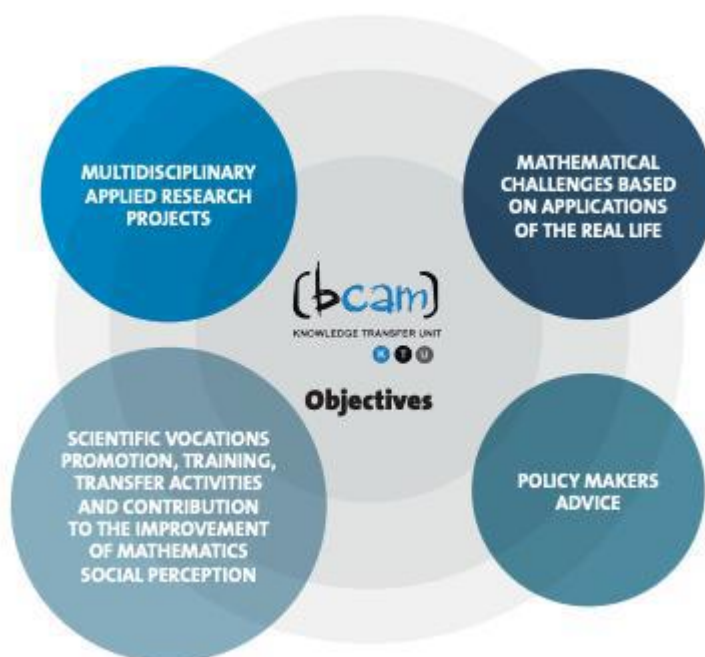 MULTIDISCIPLINARY
APPLIED RESEARCH
PROJECTS
MATHEMATICAL
CHALLENGES BASED
ON APPLICATIONS
OF THE REAL LIFE
(bcam)
KNOWLEDGE TRANSFER UNIT
K T U
Objectives
SCIENTIFIC VOCATIONS
PROMOTION, TRAINING,
TRANSFER ACTIVITIES
AND CONTRIBUTION
TO THE IMPROVEMENT
OF MATHEMATICS
SOCIAL PERCEPTION
POLICY MAKERS
ADVICE